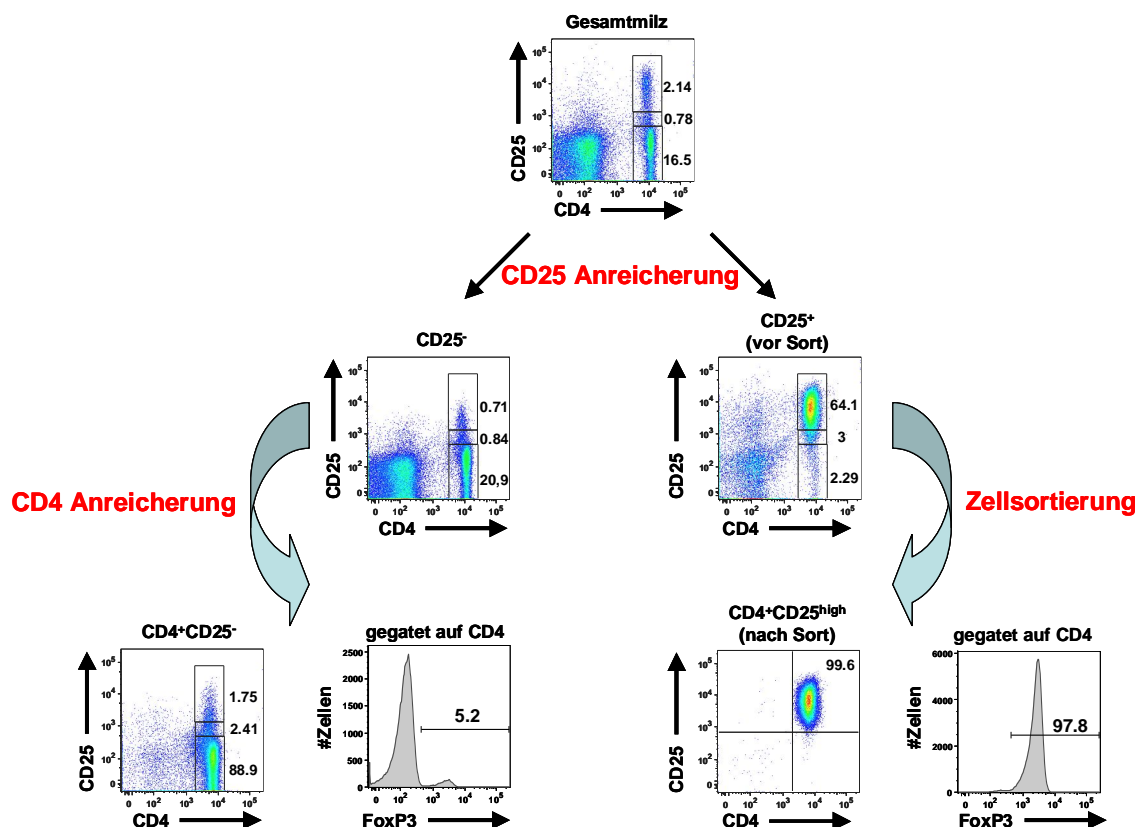 Gesamtmilz
10⁵
10⁴
10³
10²
0
2.14
0.78
16.5
CD25
0 10² 10³ 10⁴ 10⁵
CD4
CD25 Anreicherung
CD25⁻
10⁵
10⁴
10³
10²
0
0.71
0.84
20,9
CD25
0 10² 10³ 10⁴ 10⁵
CD4
CD25⁺
(vor Sort)
10⁵
10⁴
10³
10²
0
64.1
3
2.29
CD25
0 10² 10³ 10⁴ 10⁵
CD4
CD4 Anreicherung
Zellsortierung
CD4⁺CD25⁻
10⁵
10⁴
10³
10²
0
1.75
2.41
88.9
CD25
0 10² 10³ 10⁴ 10⁵
CD4
gegatet auf CD4
2500
2000
1500
1000
500
0
5.2
#Zellen
0 10² 10³ 10⁴ 10⁵
FoxP3
CD4⁺CD25ʰⁱᵍʰ
(nach Sort)
10⁵
10⁴
10³
10²
0
99.6
CD25
0 10² 10³ 10⁴ 10⁵
CD4
gegatet auf CD4
6000
4000
2000
0
97.8
#Zellen
0 10² 10³ 10⁴ 10⁵
FoxP3